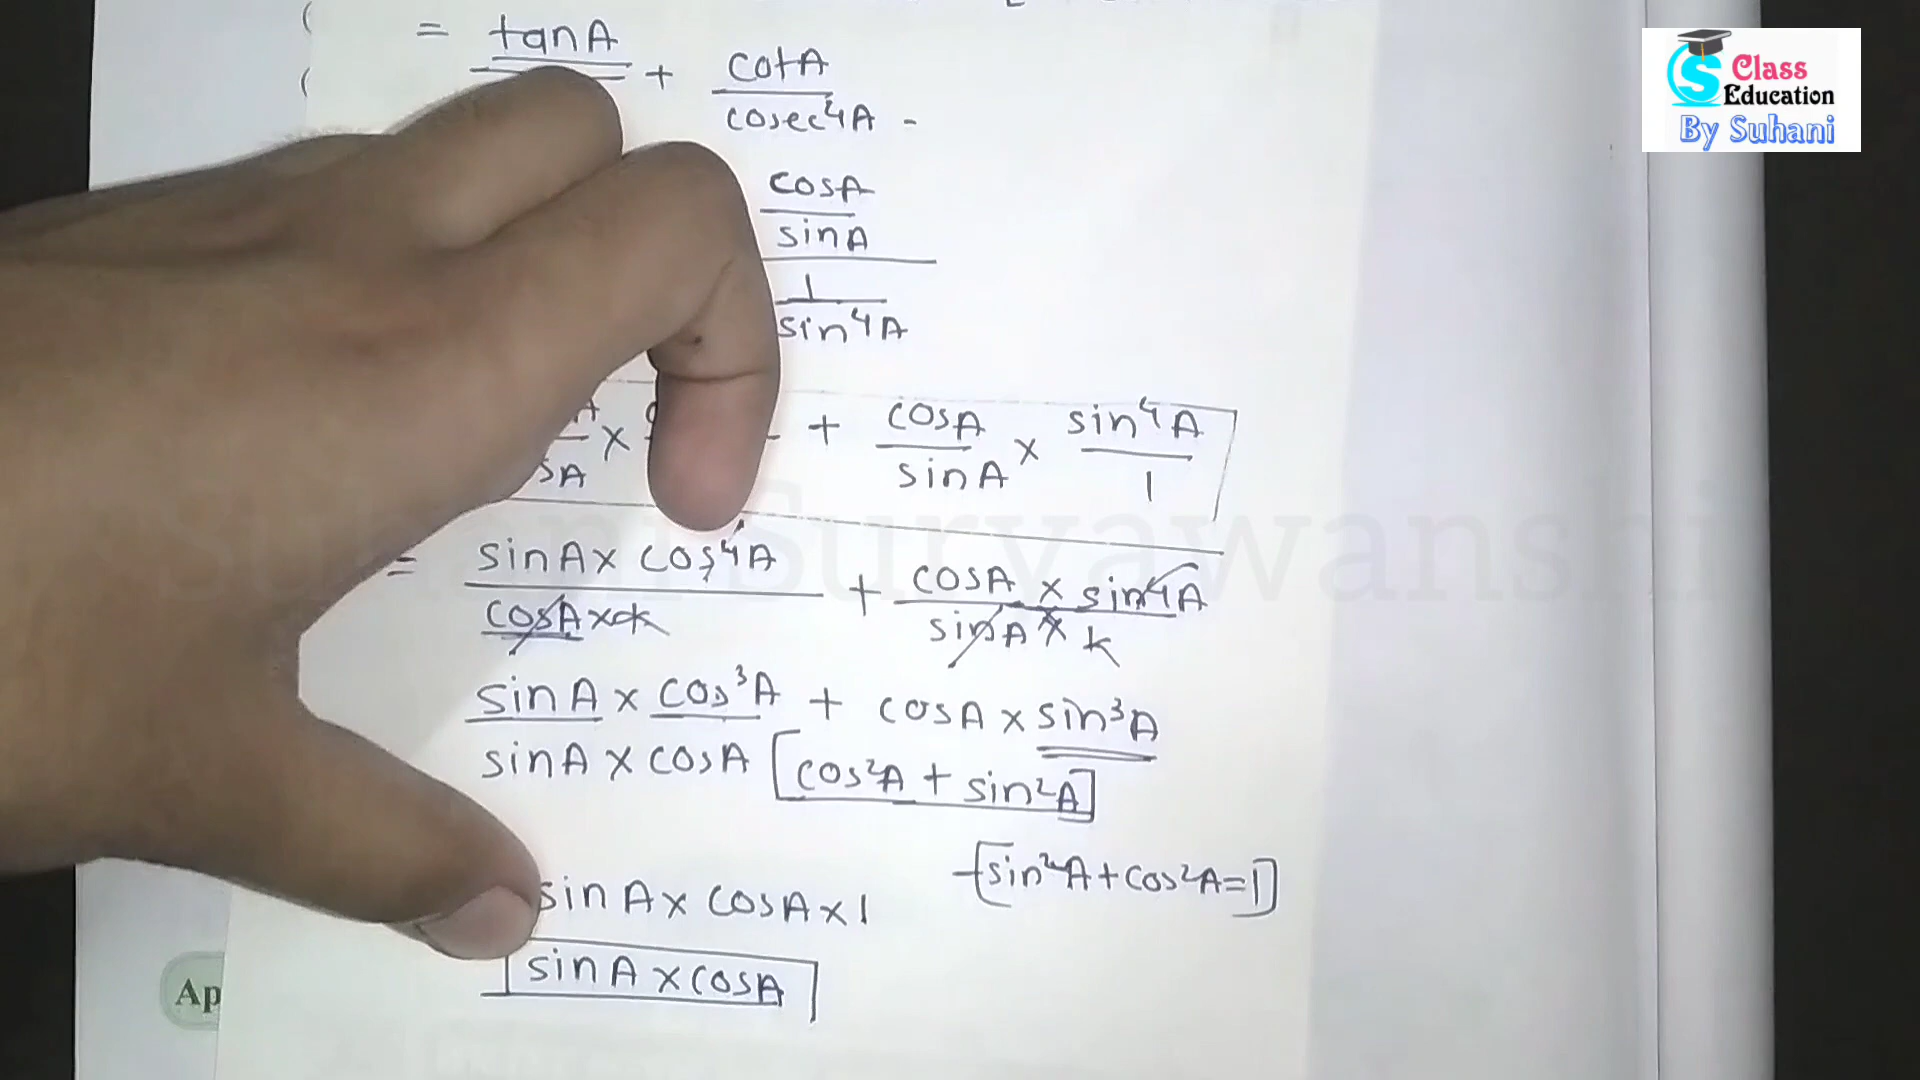 = tanA + cotA
cosec⁴A -
cosA
sinA
1
sin⁴A
A × + cosA × sin⁴A
sA sinA 1
= sinA × cos⁴A + cosA × sin⁴A
cosA × sinA ×
sinA × cos³A + cosA × sin³A
sinA × cosA [cos²A + sin²A]
-[sin²A + cos²A = 1]
sinA × cosA × 1
sinA × cosA
Ap
S Class
Education
By Suhani
Suhani Suryawanshi